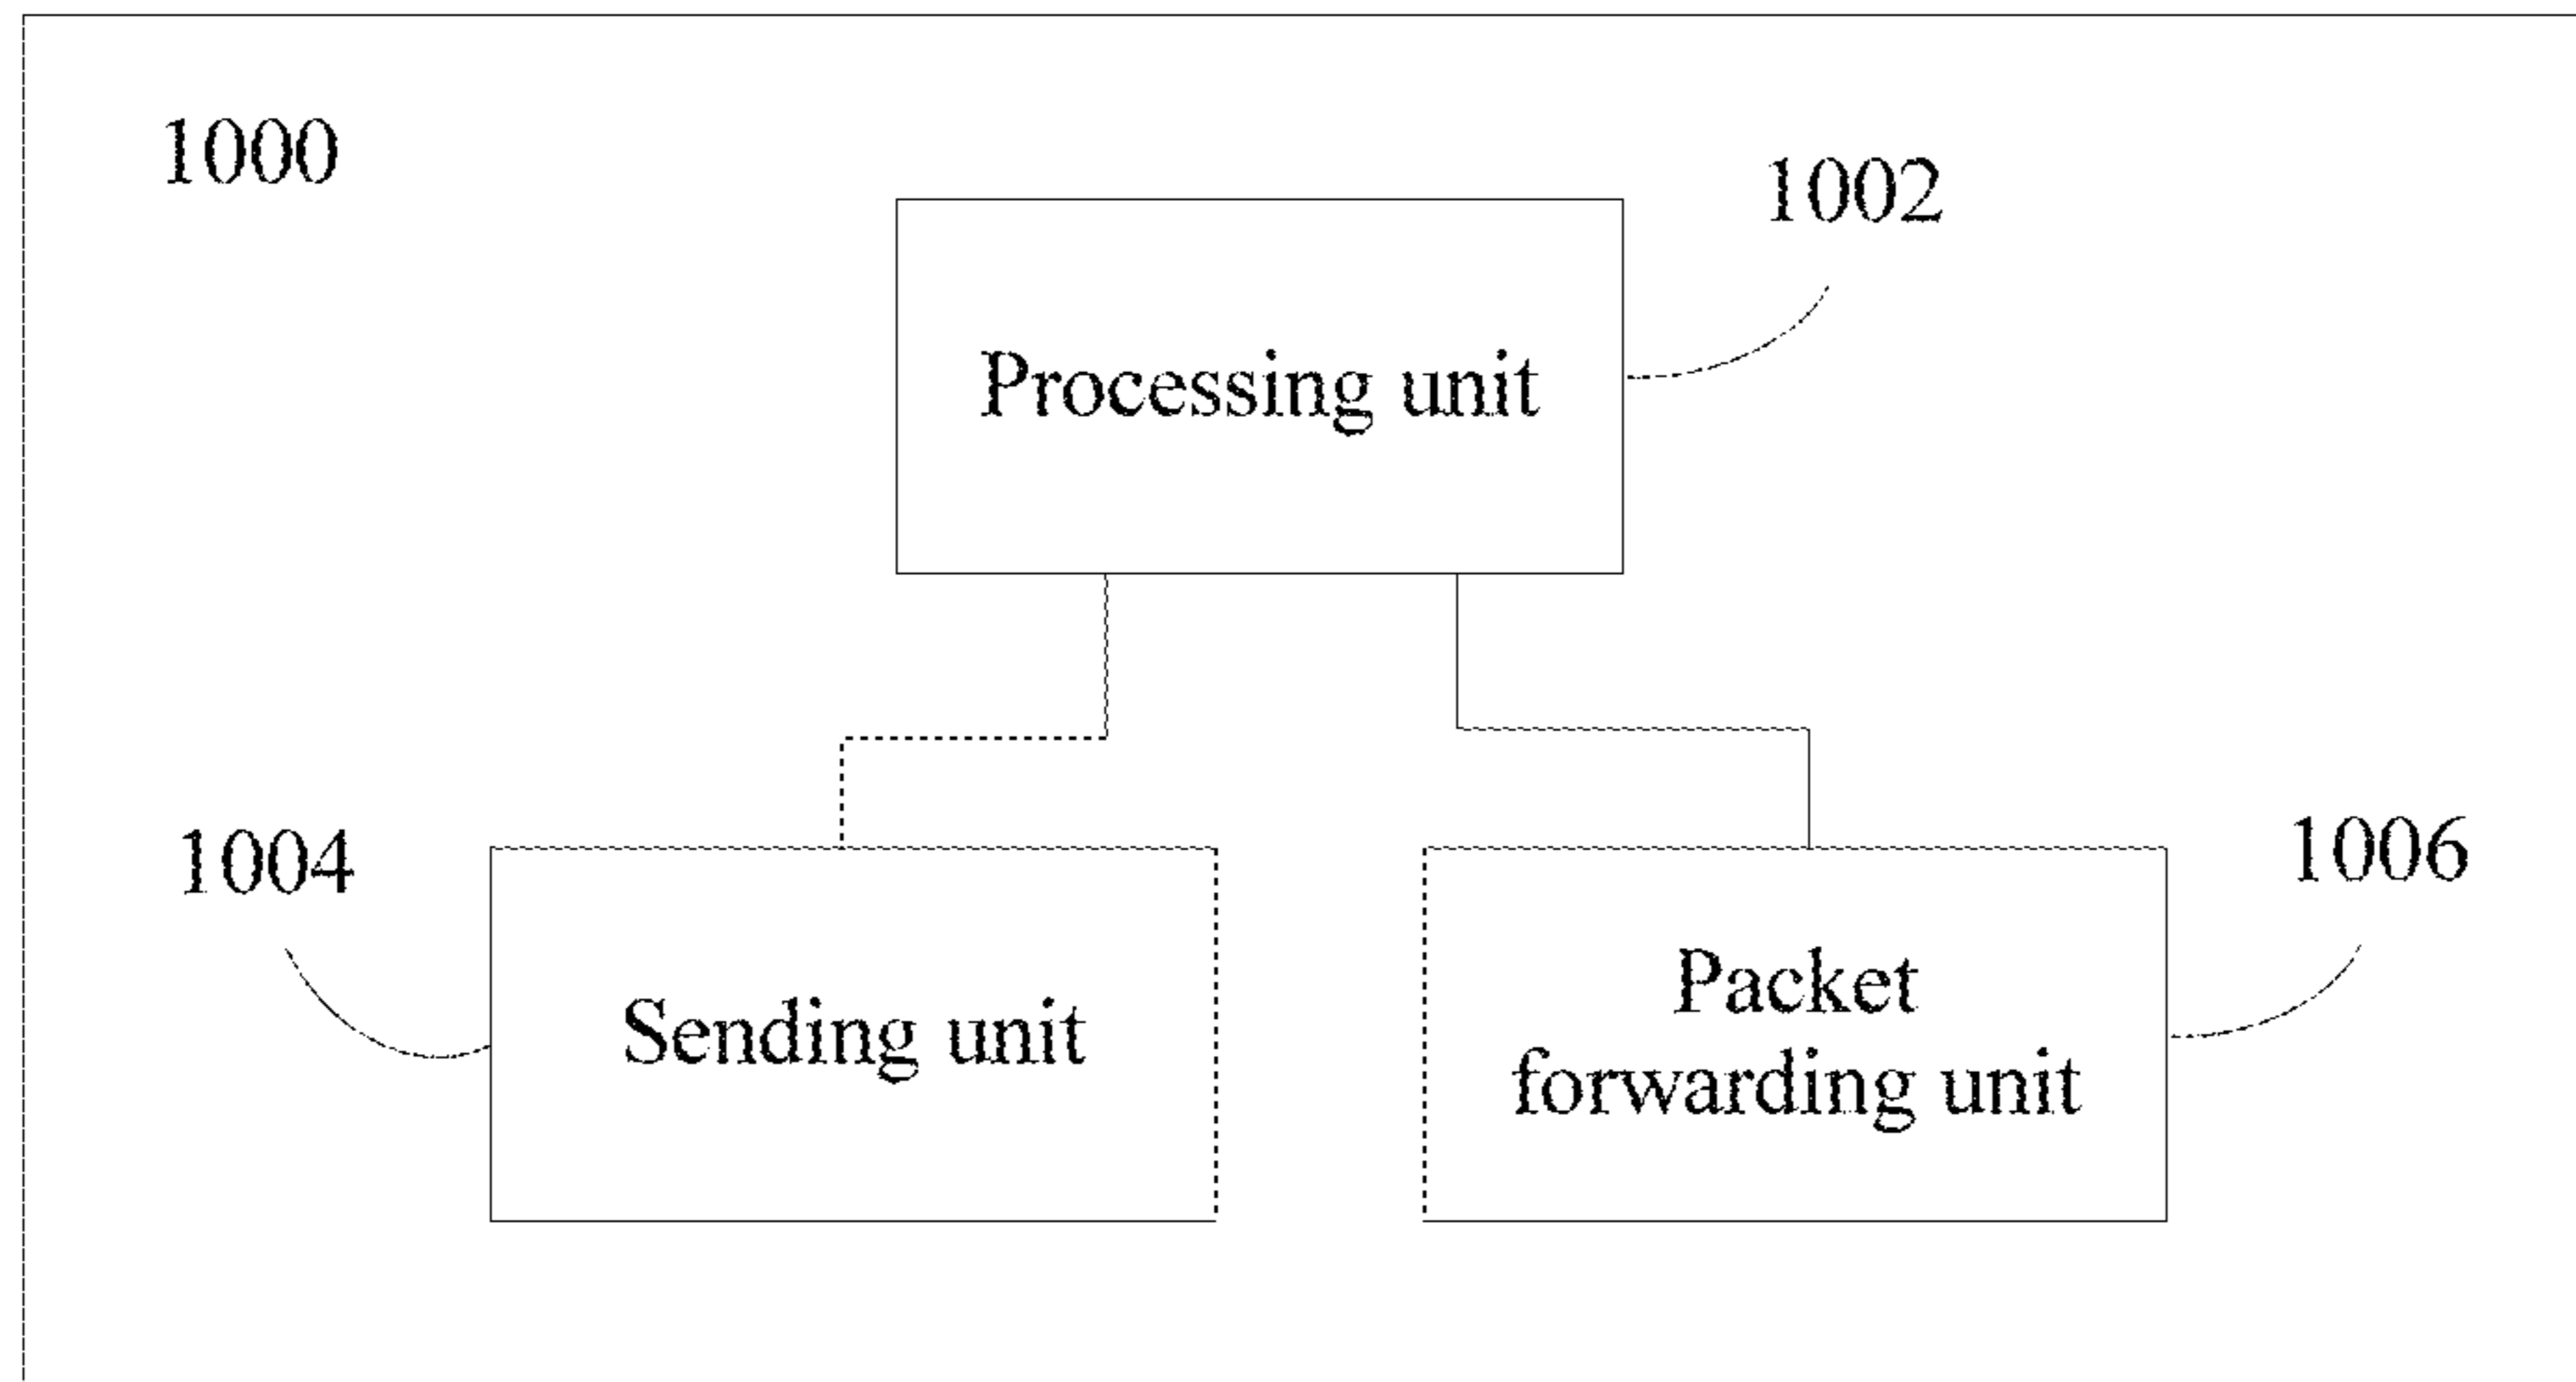 1000
1002
Processing unit
1004
1006
Sending unit
Packet
forwarding unit